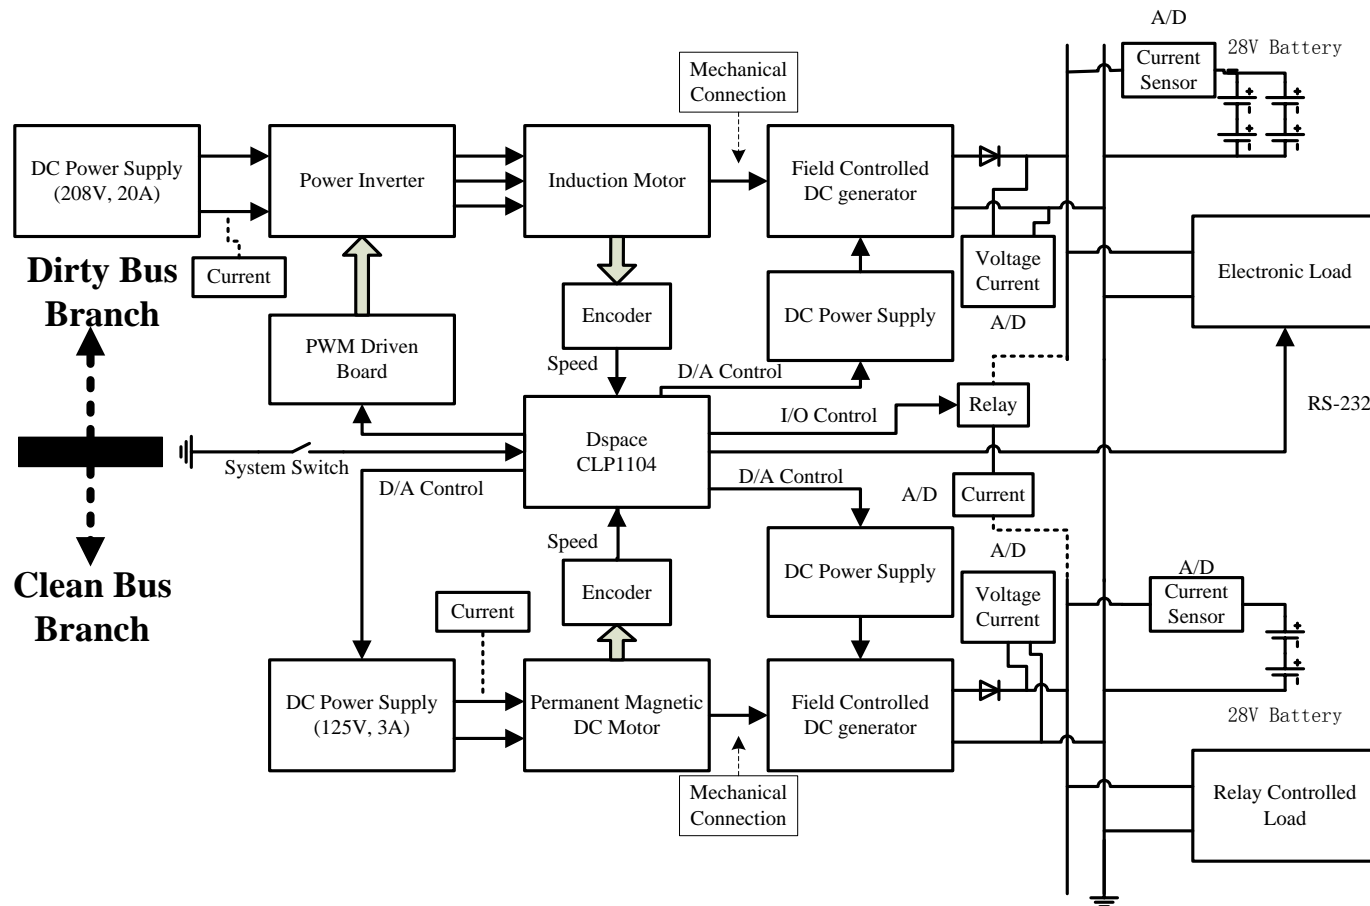 A/D
28V Battery
Current
Sensor
Mechanical
Connection
DC Power Supply
(208V, 20A)
Power Inverter
Induction Motor
Field Controlled
DC generator
Current
Voltage
Current
A/D
Electronic Load
Dirty Bus
Branch
PWM Driven
Board
Encoder
Speed
DC Power Supply
D/A Control
I/O Control
Relay
RS-232
Dspace
CLP1104
System Switch
D/A Control
D/A Control
A/D
Current
Speed
A/D
Clean Bus
Branch
Current
Encoder
DC Power Supply
Voltage
Current
A/D
Current
Sensor
DC Power Supply
(125V, 3A)
Permanent Magnetic
DC Motor
Field Controlled
DC generator
28V Battery
Mechanical
Connection
Relay Controlled
Load